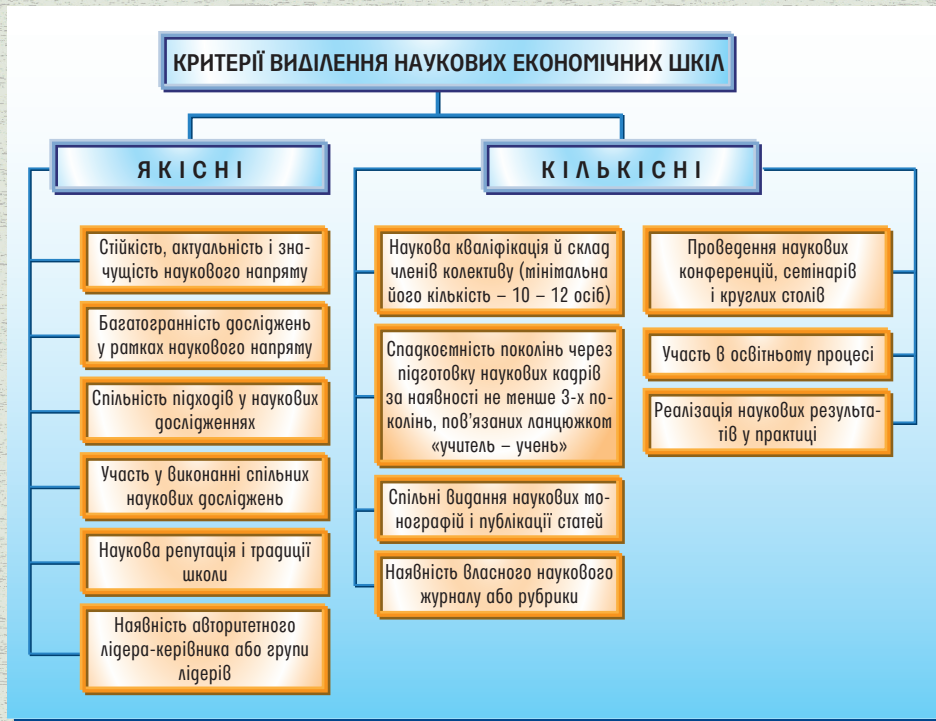 КРИТЕРІЇ ВИДІЛЕННЯ НАУКОВИХ ЕКОНОМІЧНИХ ШКІЛ
ЯКІСНІ
Стійкість, актуальність і зна-
чущість наукового напряму
Багатогранність досліджень
у рамках наукового напряму
Спільність підходів у наукових
дослідженнях
Участь у виконанні спільних
наукових досліджень
Наукова репутація і традиції
школи
Наявність авторитетного
лідера-керівника або групи
лідерів
КІЛЬКІСНІ
Наукова кваліфікація й склад
членів колективу (мінімальна
його кількість – 10 – 12 осіб)
Спадкоємність поколінь через
підготовку наукових кадрів
за наявності не менше 3-х по-
колінь, пов'язаних ланцюжком
«учитель – учень»
Спільні видання наукових мо-
нографій і публікації статей
Наявність власного наукового
журналу або рубрики
Проведення наукових
конференцій, семінарів
і круглих столів
Участь в освітньому процесі
Реалізація наукових результа-
тів у практиці